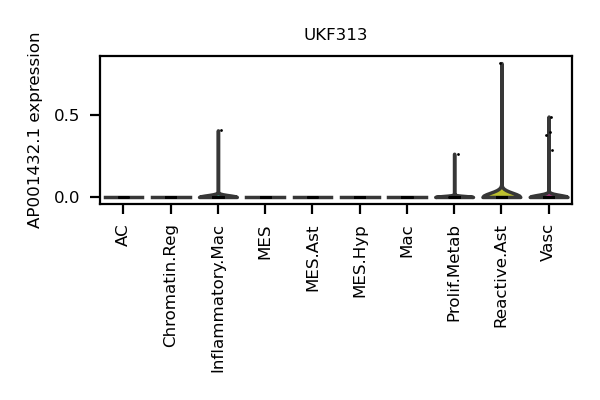 UKF313
AP001432.1 expression
0.5
0.0
AC
Chromatin.Reg
Inflammatory.Mac
MES
MES.Ast
MES.Hyp
Mac
Prolif.Metab
Reactive.Ast
Vasc